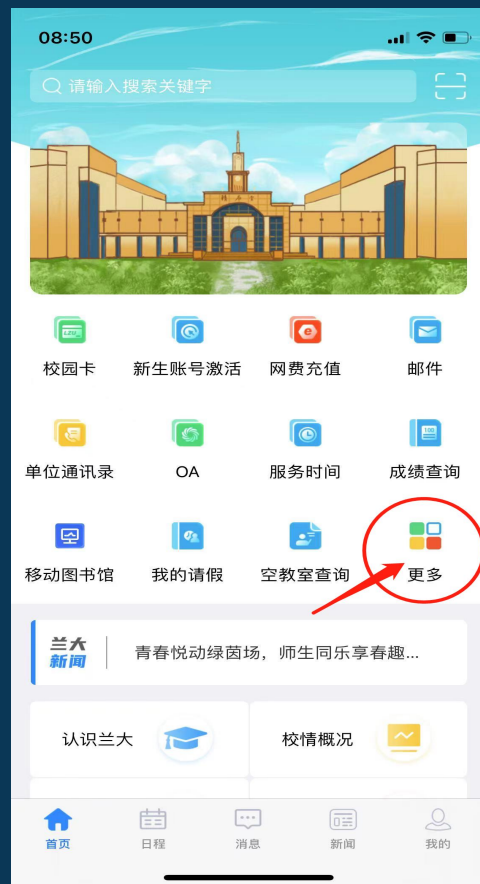 08:50
请输入搜索关键字
校园卡 新生账号激活 网费充值 邮件
单位通讯录 OA 服务时间 成绩查询
移动图书馆 我的请假 空教室查询 更多
兰大
新闻
青春悦动绿茵场，师生同乐享春趣...
认识兰大 校情概况
首页 日程 消息 新闻 我的